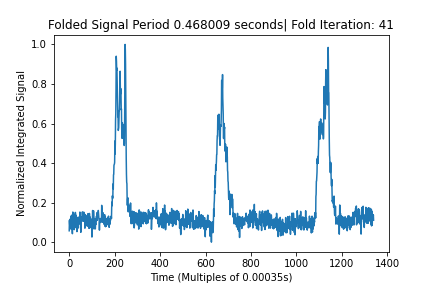 Folded Signal Period 0.468009 seconds| Fold Iteration: 41
Normalized Integrated Signal
1.0
0.8
0.6
0.4
0.2
0.0
0 200 400 600 800 1000 1200 1400
Time (Multiples of 0.00035s)